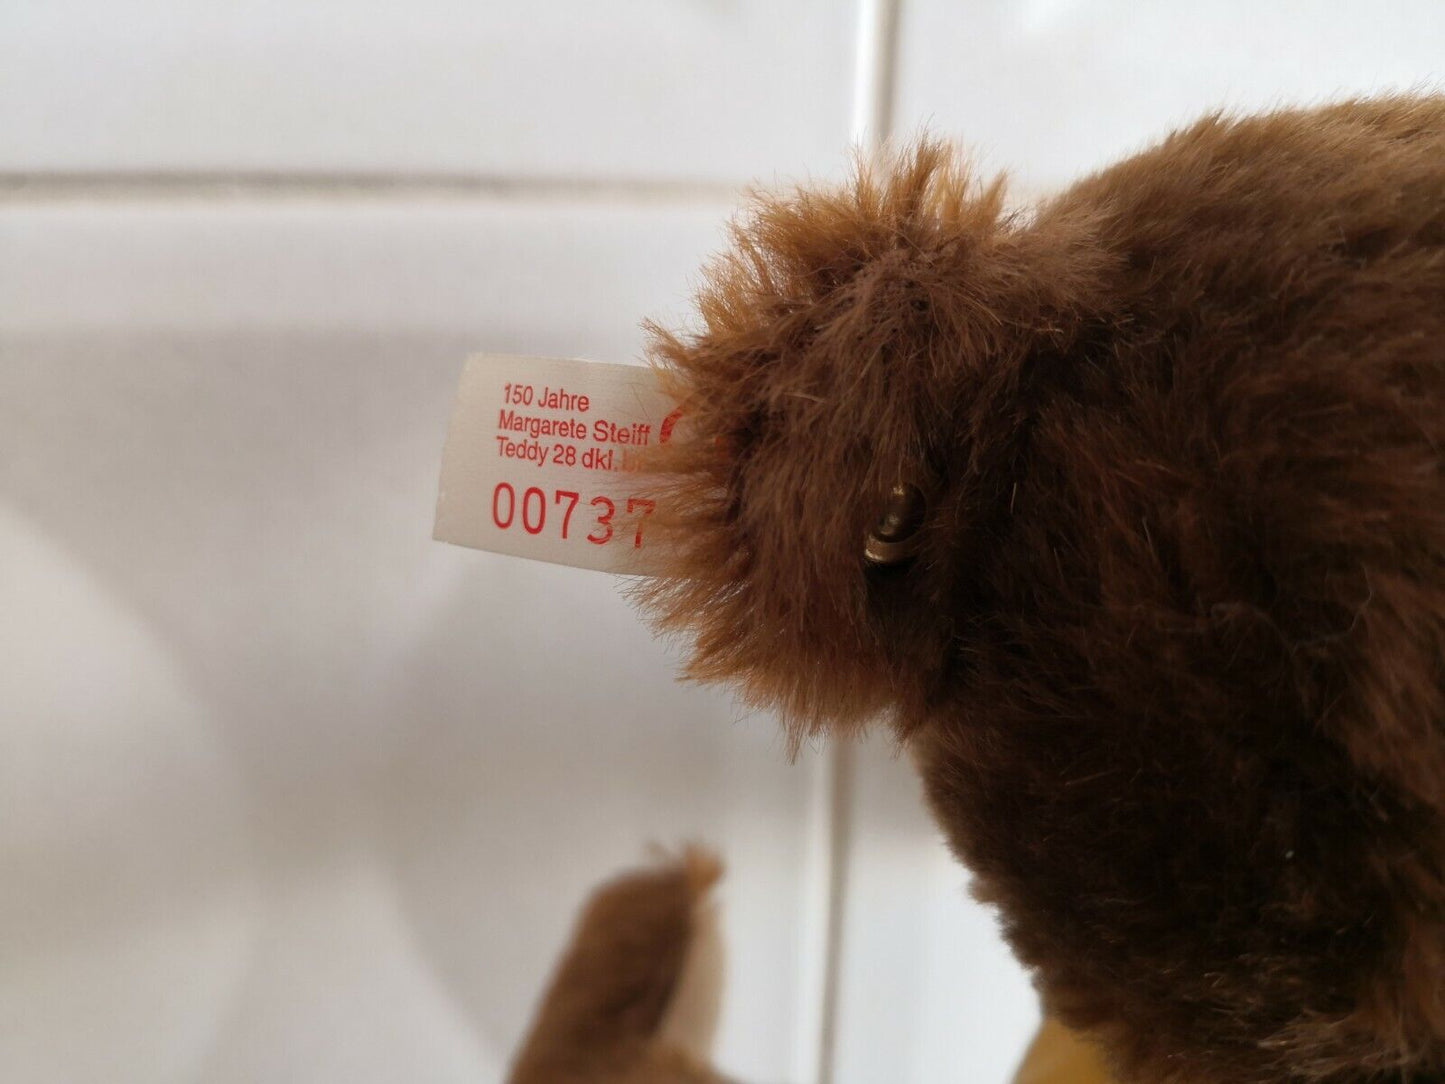 150 Jahre
Margarete Steiff
Teddy 28 dkl.
00737